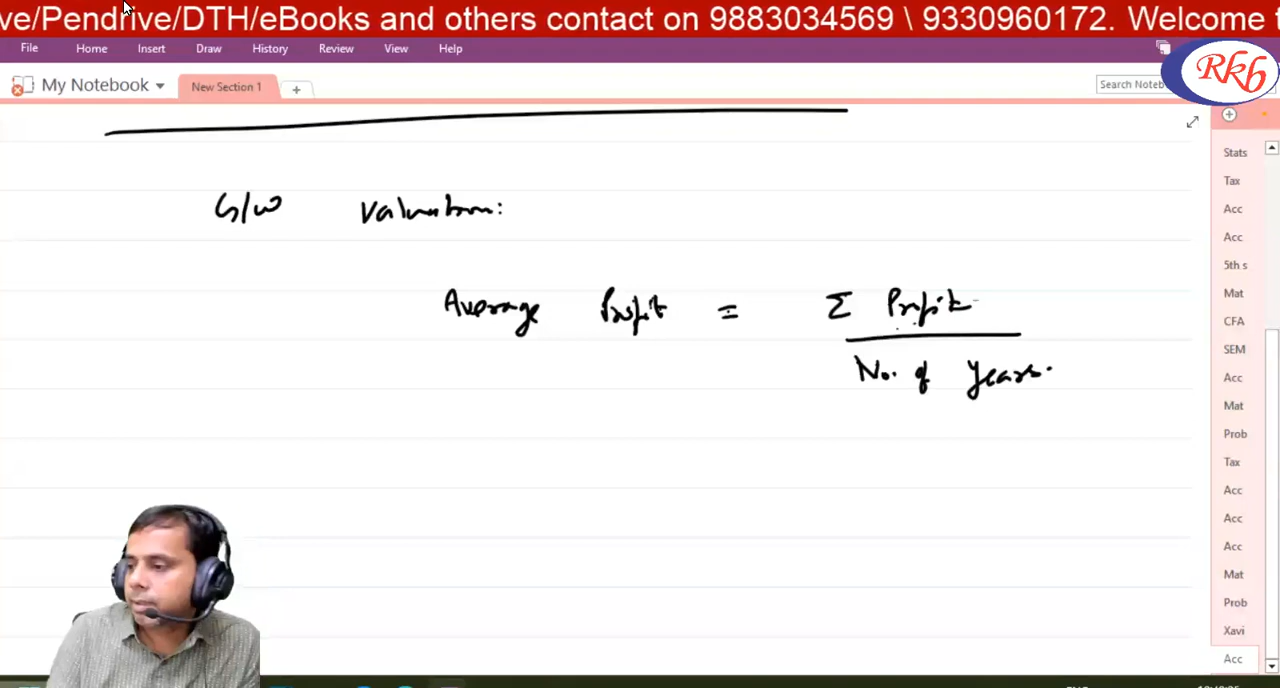 ve/Pendrive/DTH/eBooks and others contact on 9883034569 \ 9330960172. Welcome t
File Home Insert Draw History Review View Help
Rkb
My Notebook New Section 1 + Search Noteb
Stats
Tax
Acc
Acc
5th s
Mat
CFA
SEM
Acc
Mat
Prob
Tax
Acc
Acc
Acc
Mat
Prob
Xavi
Acc
G/W Valuation:
Average Profit = Σ Profit
No. of years.